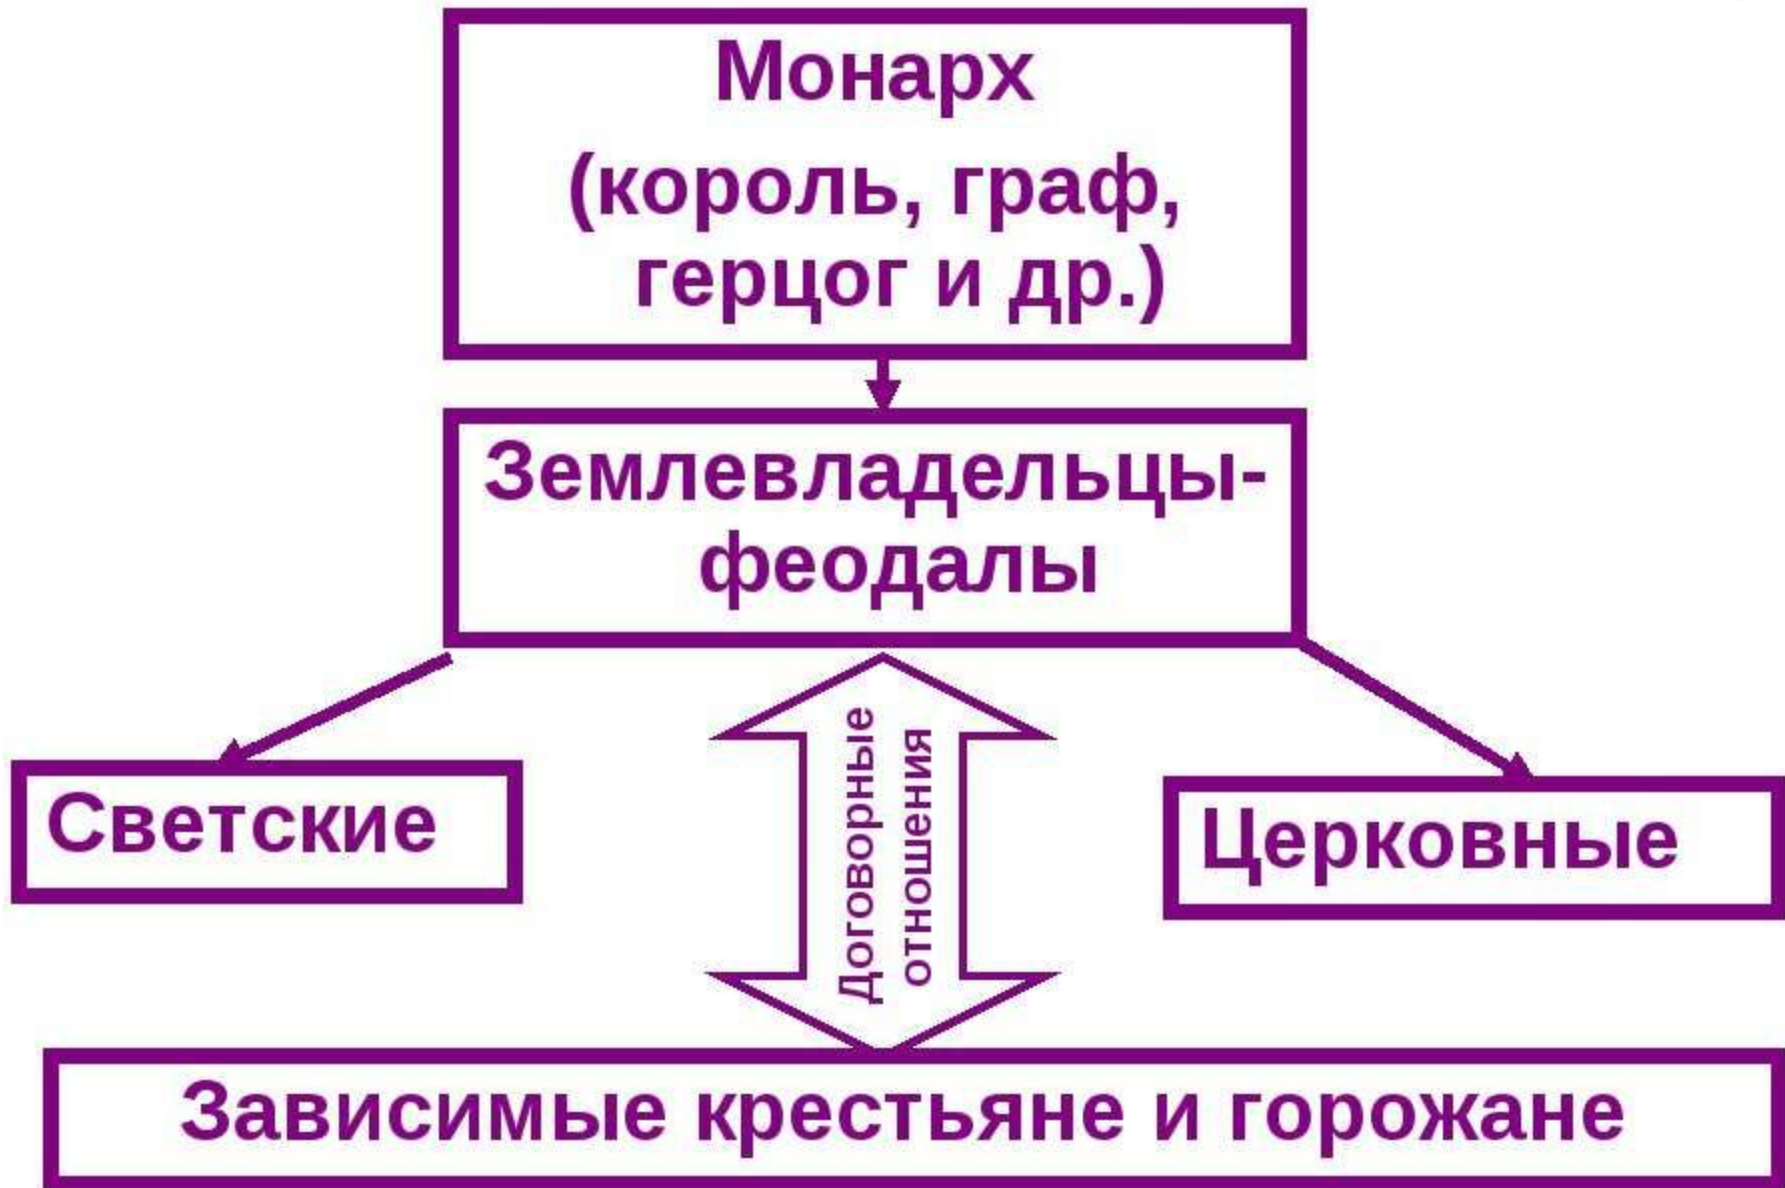 Монарх
(король, граф,
герцог и др.)
Землевладельцы-
феодалы
Договорные
отношения
Светские
Церковные
Зависимые крестьяне и горожане